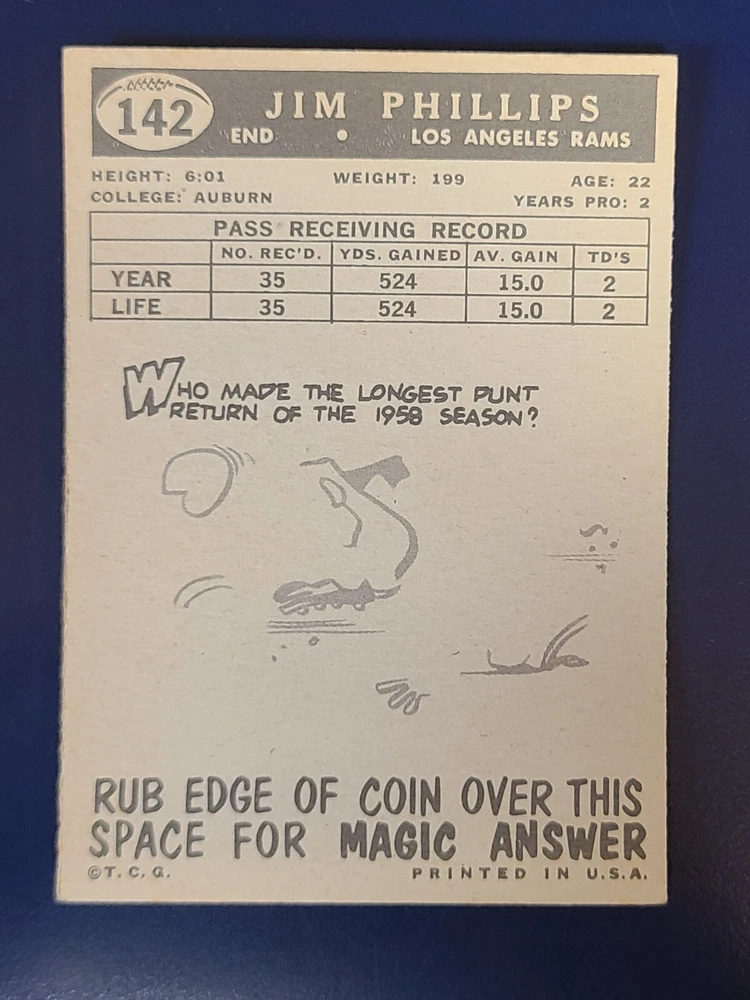 142
JIM PHILLIPS
END • LOS ANGELES RAMS
HEIGHT: 6:01 WEIGHT: 199 AGE: 22
COLLEGE: AUBURN YEARS PRO: 2
PASS RECEIVING RECORD
NO. REC'D. YDS. GAINED AV. GAIN TD'S
YEAR 35 524 15.0 2
LIFE 35 524 15.0 2
WHO MADE THE LONGEST PUNT
RETURN OF THE 1958 SEASON?
RUB EDGE OF COIN OVER THIS
SPACE FOR MAGIC ANSWER
©T. C. G. PRINTED IN U.S.A.